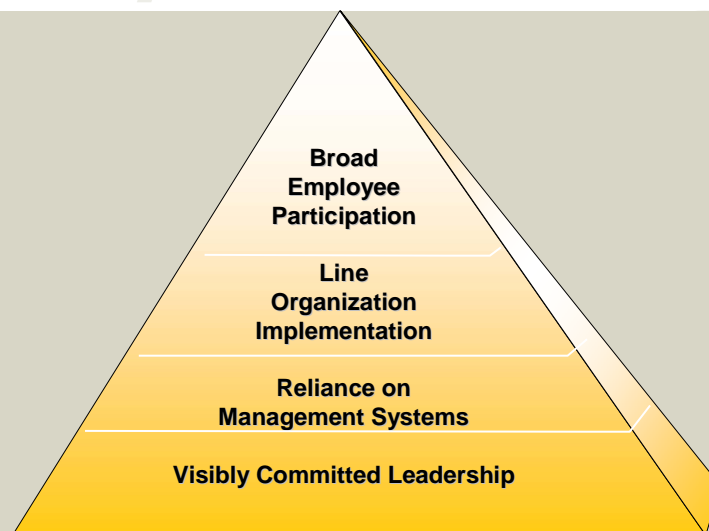 Broad
Employee
Participation
Line
Organization
Implementation
Reliance on
Management Systems
Visibly Committed Leadership